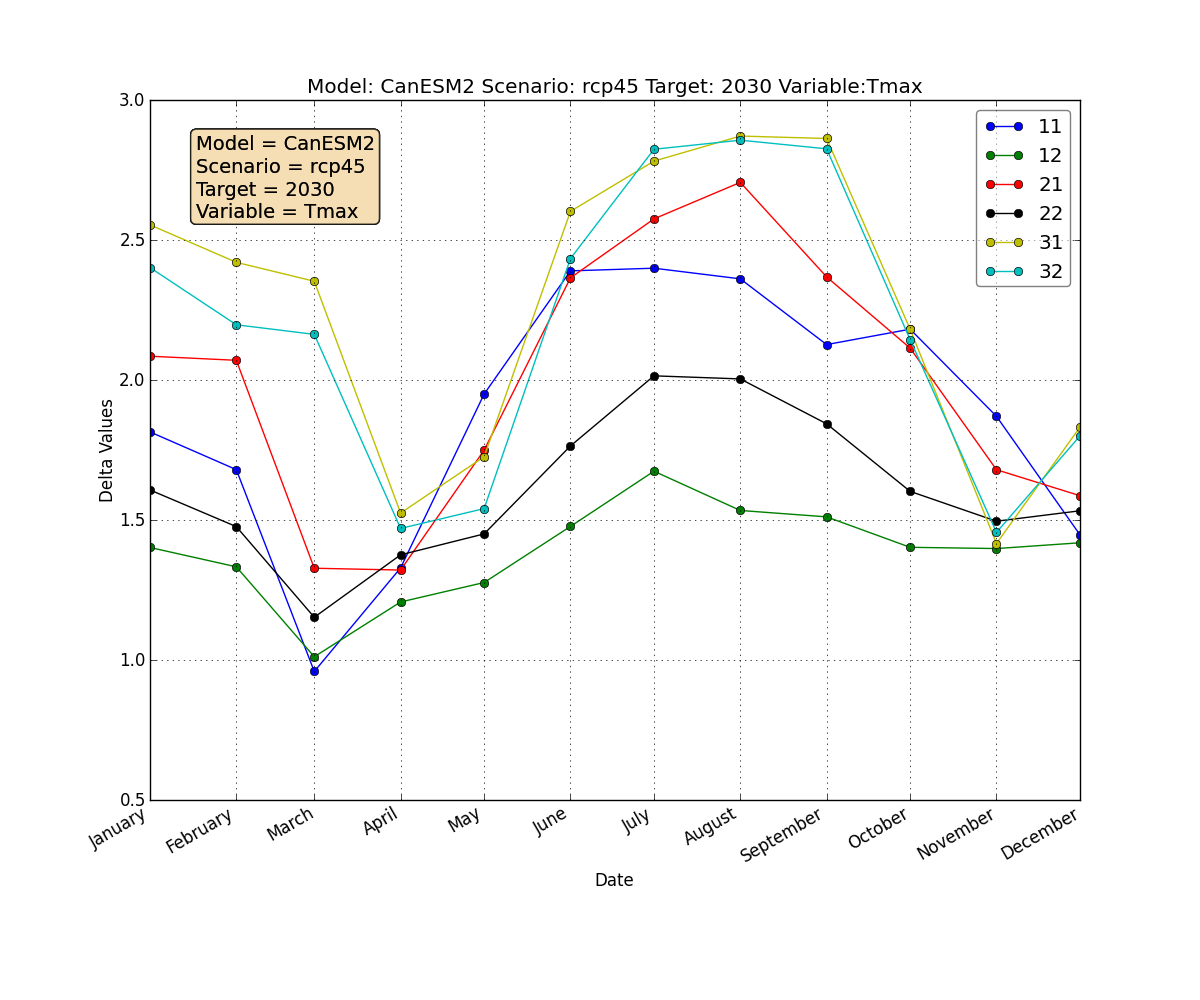 Model: CanESM2 Scenario: rcp45 Target: 2030 Variable:Tmax
Model = CanESM2
Scenario = rcp45
Target = 2030
Variable = Tmax
11
12
21
22
31
32
3.0
2.5
2.0
1.5
1.0
0.5
Delta Values
January
February
March
April
May
June
July
August
September
October
November
December
Date